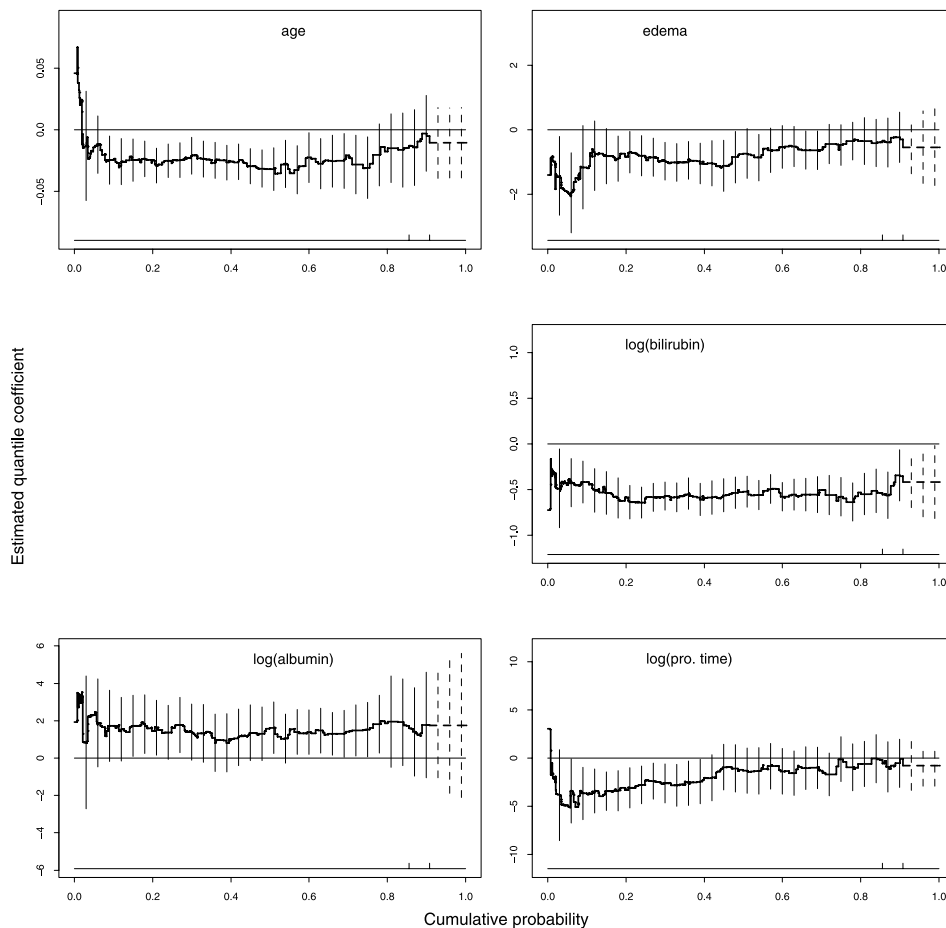 age
0.05
0.0
−0.05
0.0 0.2 0.4 0.6 0.8 1.0
edema
2
0
−2
0.0 0.2 0.4 0.6 0.8 1.0
Estimated quantile coefficient
log(bilirubin)
1.0
0.5
0.0
−0.5
−1.0
0.0 0.2 0.4 0.6 0.8 1.0
log(albumin)
6
4
2
0
−2
−4
−6
0.0 0.2 0.4 0.6 0.8 1.0
log(pro. time)
10
5
0
−5
−10
0.0 0.2 0.4 0.6 0.8 1.0
Cumulative probability